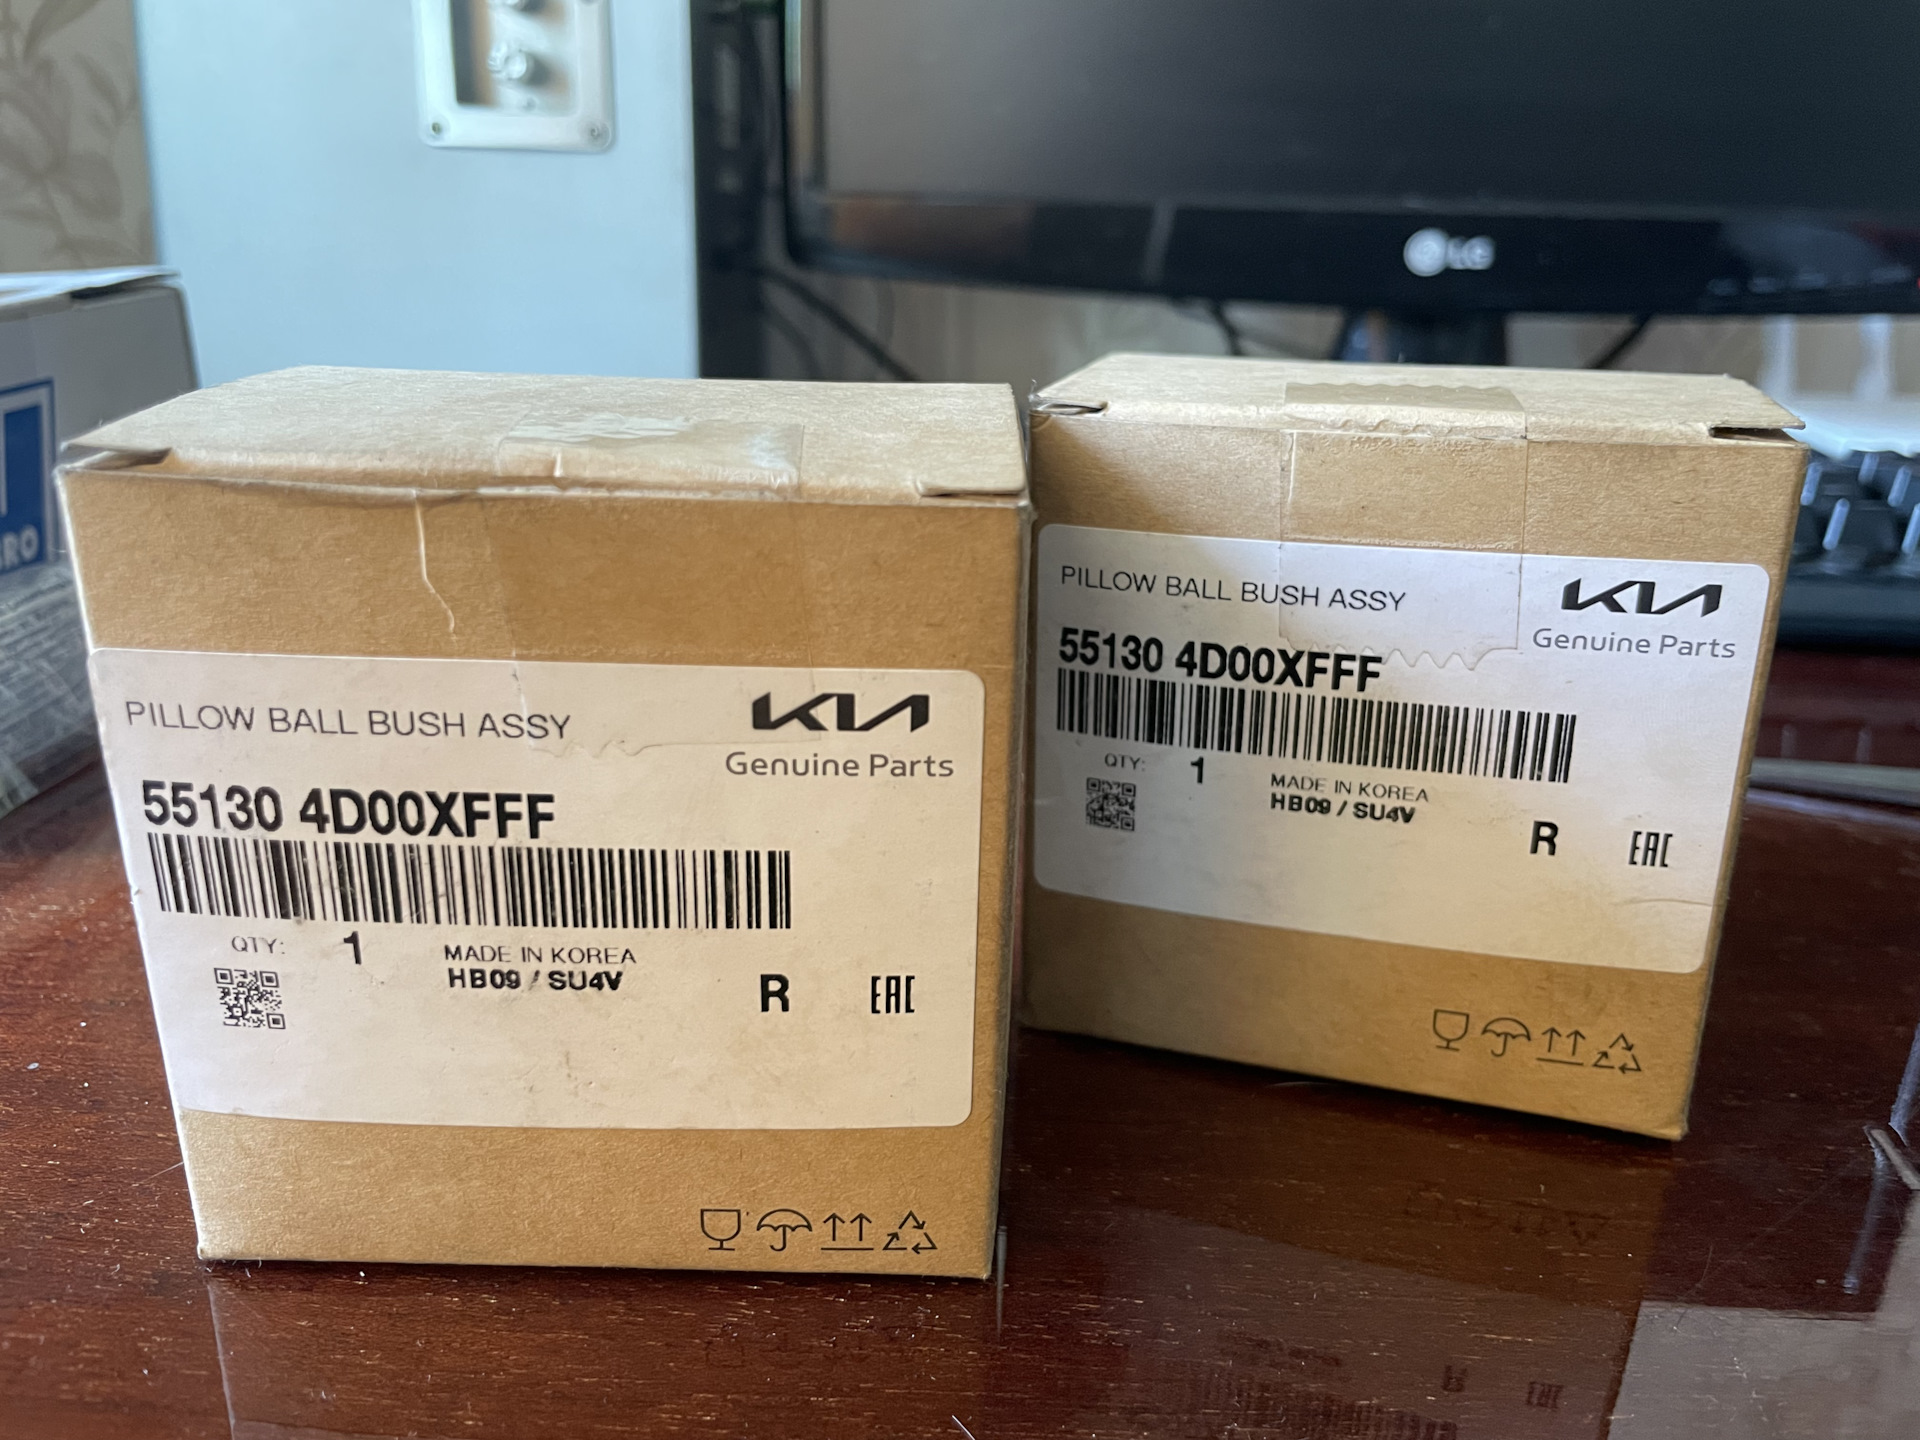 LG
PILLOW BALL BUSH ASSY
KIA
Genuine Parts
55130 4D00XFFF
QTY: 1
MADE IN KOREA
HB09 / SU4V
R
EAC
PILLOW BALL BUSH ASSY
KIA
Genuine Parts
55130 4D00XFFF
QTY: 1
MADE IN KOREA
HB09 / SU4V
R
EAC